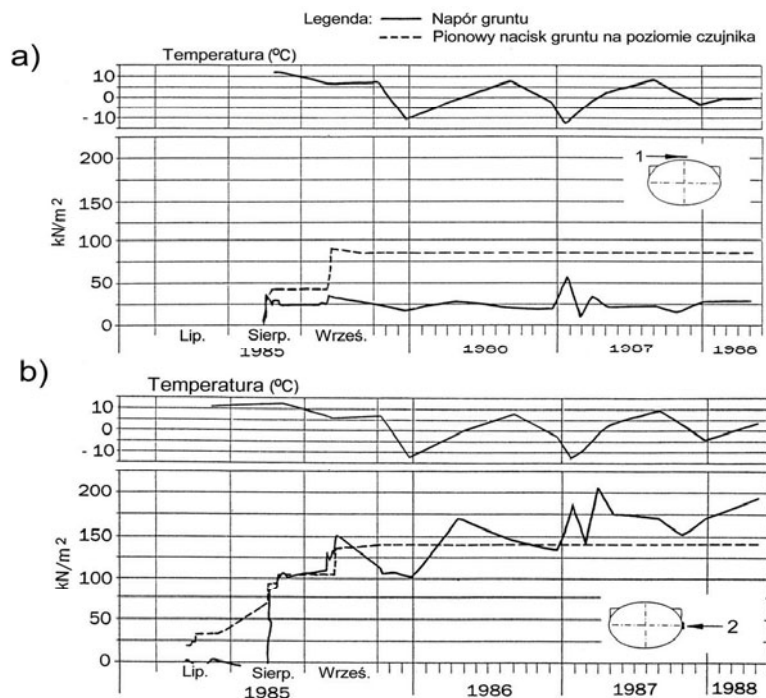 Legenda: Napór gruntu
Pionowy nacisk gruntu na poziomie czujnika
a)
Temperatura (ºC)
10
0
-10
200
150
100
50
0
kN/m²
1
Lip. Sierp. Wrześ.
1985 1986 1987 1988
b)
Temperatura (ºC)
10
0
-10
200
150
100
50
0
kN/m²
2
Lip. Sierp. Wrześ.
1985 1986 1987 1988